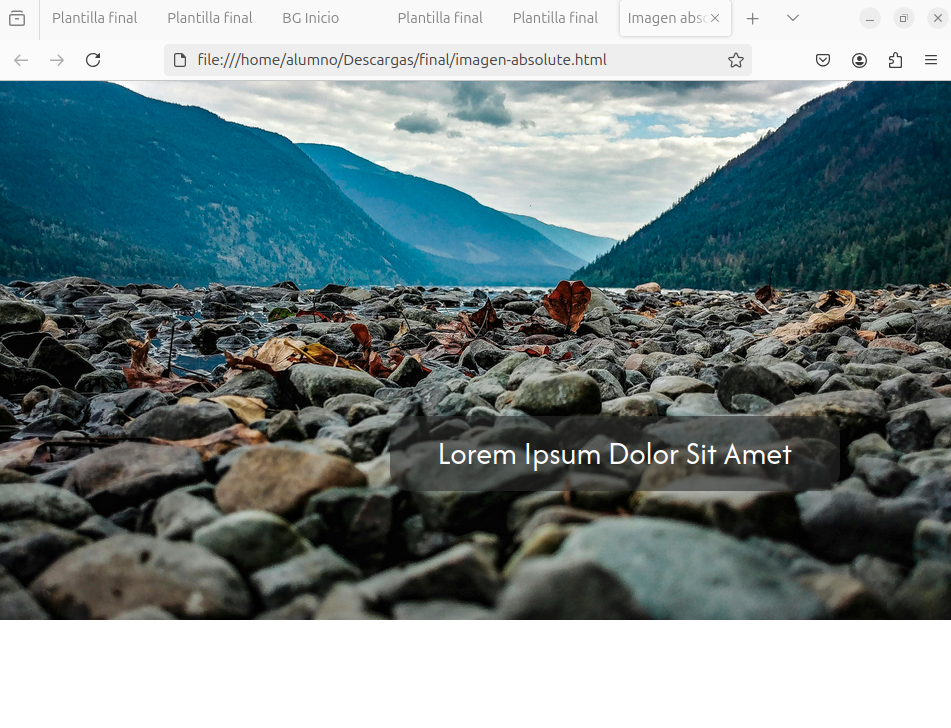 Plantilla final
Plantilla final
BG Inicio
Plantilla final
Plantilla final
Imagen abs
file:///home/alumno/Descargas/final/imagen-absolute.html
Lorem Ipsum Dolor Sit Amet